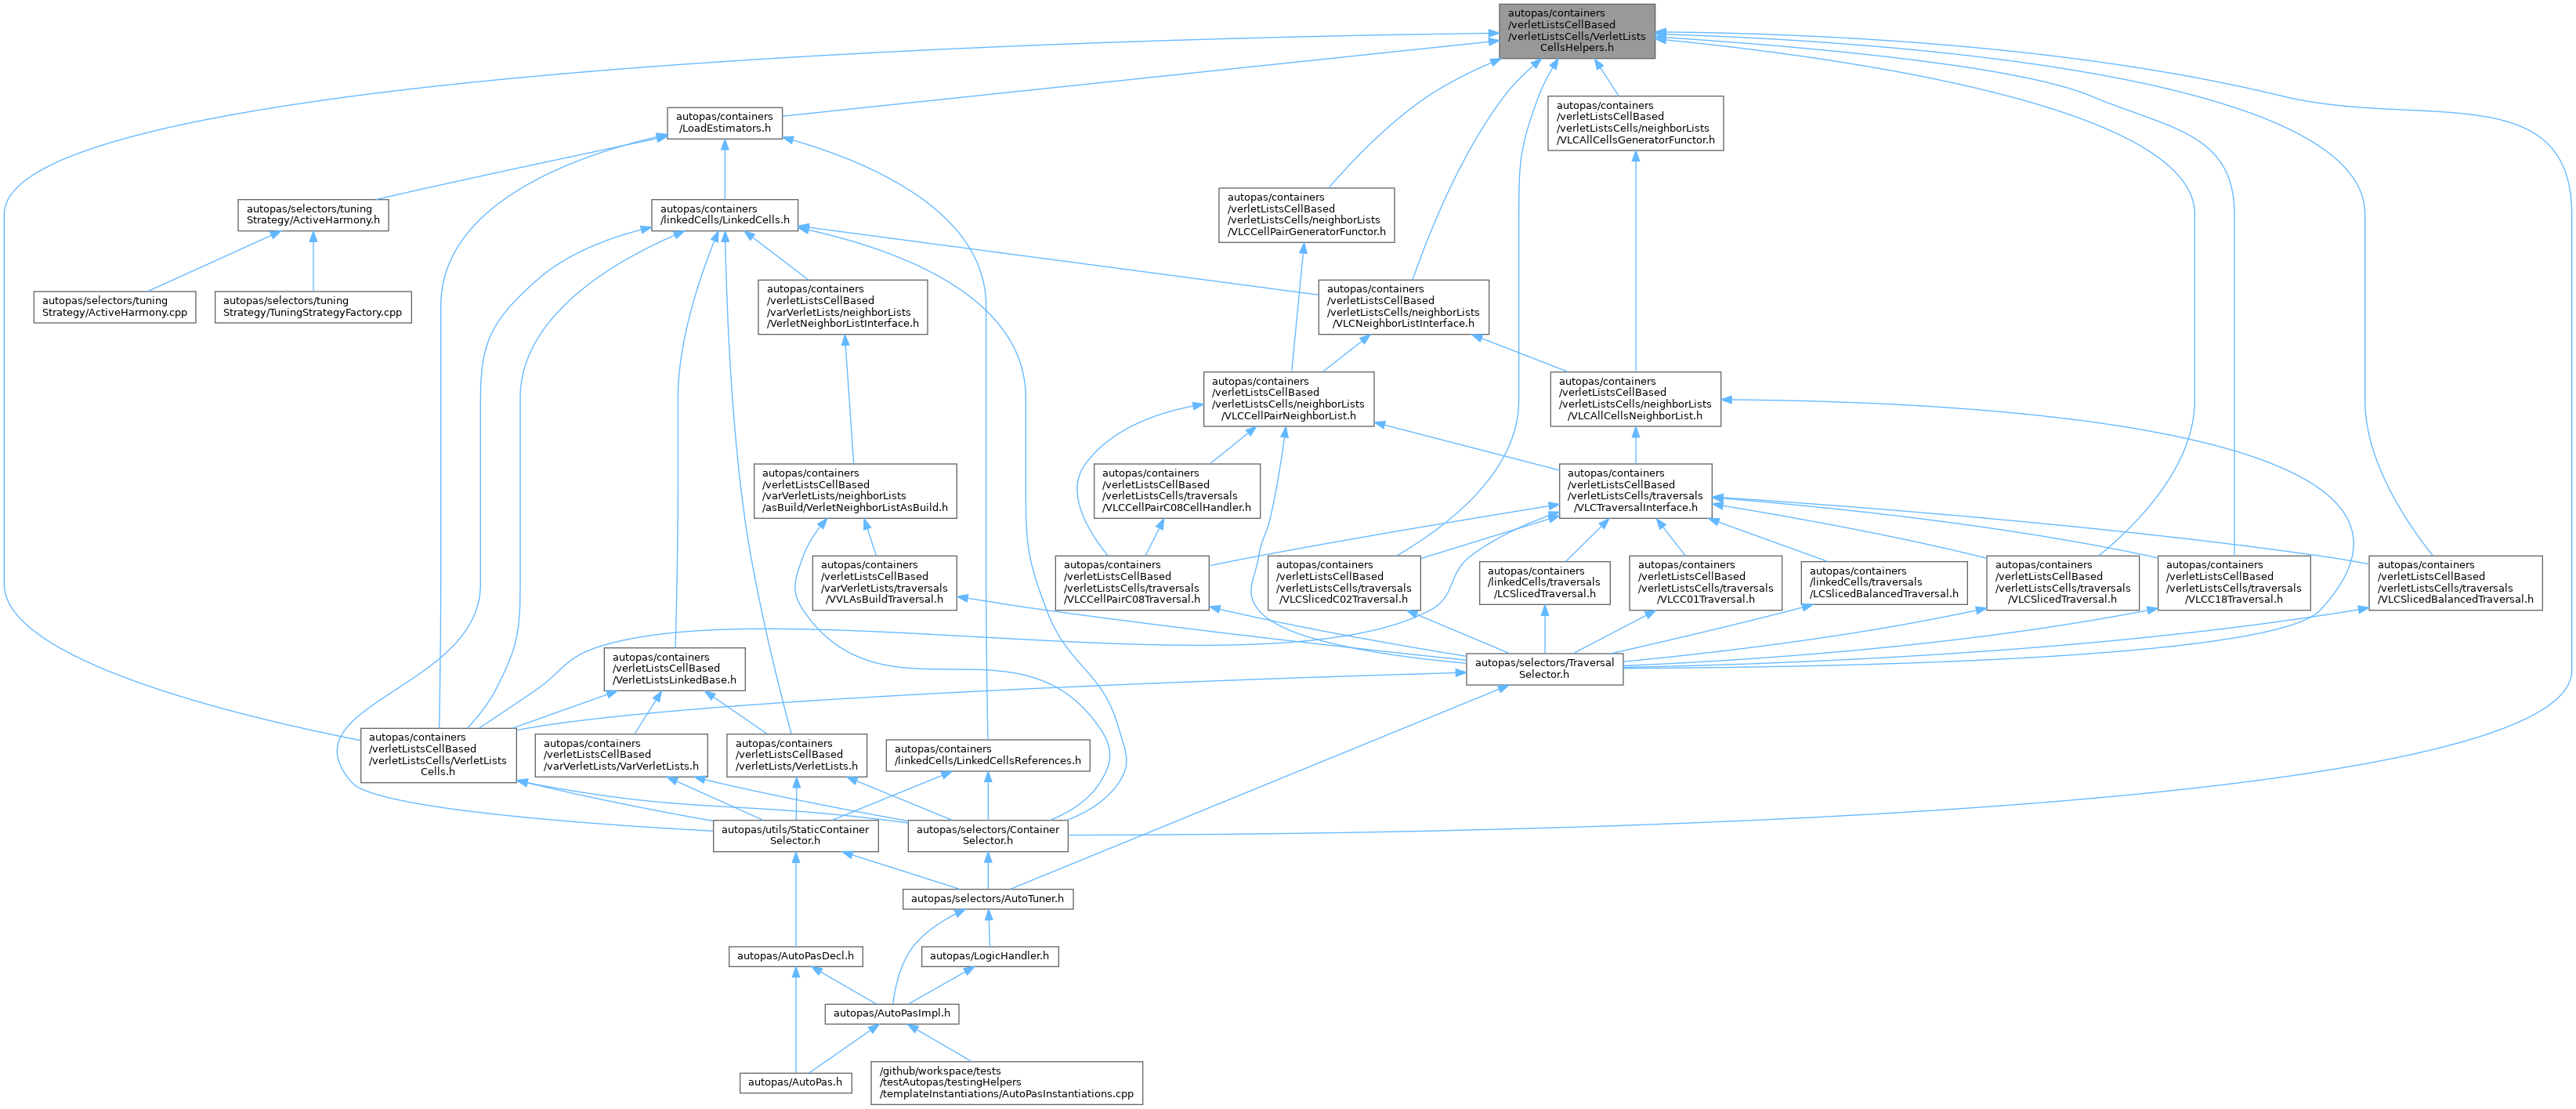 autopas/containers
/verletListsCellBased
/verletListsCells/VerletLists
CellsHelpers.h
autopas/containers
/LoadEstimators.h
autopas/containers
/verletListsCellBased
/verletListsCells/neighborLists
/VLCAllCellsGeneratorFunctor.h
autopas/selectors/tuning
Strategy/ActiveHarmony.h
autopas/containers
/linkedCells/LinkedCells.h
autopas/containers
/verletListsCellBased
/verletListsCells/neighborLists
/VLCCellPairGeneratorFunctor.h
autopas/selectors/tuning
Strategy/ActiveHarmony.cpp
autopas/selectors/tuning
Strategy/TuningStrategyFactory.cpp
autopas/containers
/verletListsCellBased
/varVerletLists/neighborLists
/VerletNeighborListInterface.h
autopas/containers
/verletListsCellBased
/verletListsCells/neighborLists
/VLCNeighborListInterface.h
autopas/containers
/verletListsCellBased
/verletListsCells/neighborLists
/VLCCellPairNeighborList.h
autopas/containers
/verletListsCellBased
/verletListsCells/neighborLists
/VLCAllCellsNeighborList.h
autopas/containers
/verletListsCellBased
/varVerletLists/neighborLists
/asBuild/VerletNeighborListAsBuild.h
autopas/containers
/verletListsCellBased
/verletListsCells/traversals
/VLCCellPairC08CellHandler.h
autopas/containers
/verletListsCellBased
/verletListsCells/traversals
/VLCTraversalInterface.h
autopas/containers
/verletListsCellBased
/varVerletLists/traversals
/VVLAsBuildTraversal.h
autopas/containers
/verletListsCellBased
/verletListsCells/traversals
/VLCCellPairC08Traversal.h
autopas/containers
/verletListsCellBased
/verletListsCells/traversals
/VLCSlicedC02Traversal.h
autopas/containers
/linkedCells/traversals
/LCSlicedTraversal.h
autopas/containers
/verletListsCellBased
/verletListsCells/traversals
/VLCC01Traversal.h
autopas/containers
/linkedCells/traversals
/LCSlicedBalancedTraversal.h
autopas/containers
/verletListsCellBased
/verletListsCells/traversals
/VLCSlicedTraversal.h
autopas/containers
/verletListsCellBased
/verletListsCells/traversals
/VLCC18Traversal.h
autopas/containers
/verletListsCellBased
/verletListsCells/traversals
/VLCSlicedBalancedTraversal.h
autopas/containers
/verletListsCellBased
/VerletListsLinkedBase.h
autopas/selectors/Traversal
Selector.h
autopas/containers
/verletListsCellBased
/verletListsCells/VerletLists
Cells.h
autopas/containers
/verletListsCellBased
/varVerletLists/VarVerletLists.h
autopas/containers
/verletListsCellBased
/verletLists/VerletLists.h
autopas/containers
/linkedCells/LinkedCellsReferences.h
autopas/utils/StaticContainer
Selector.h
autopas/selectors/Container
Selector.h
autopas/selectors/AutoTuner.h
autopas/AutoPasDecl.h
autopas/LogicHandler.h
autopas/AutoPasImpl.h
autopas/AutoPas.h
/github/workspace/tests
/testAutopas/testingHelpers
/templateInstantiations/AutoPasInstantiations.cpp